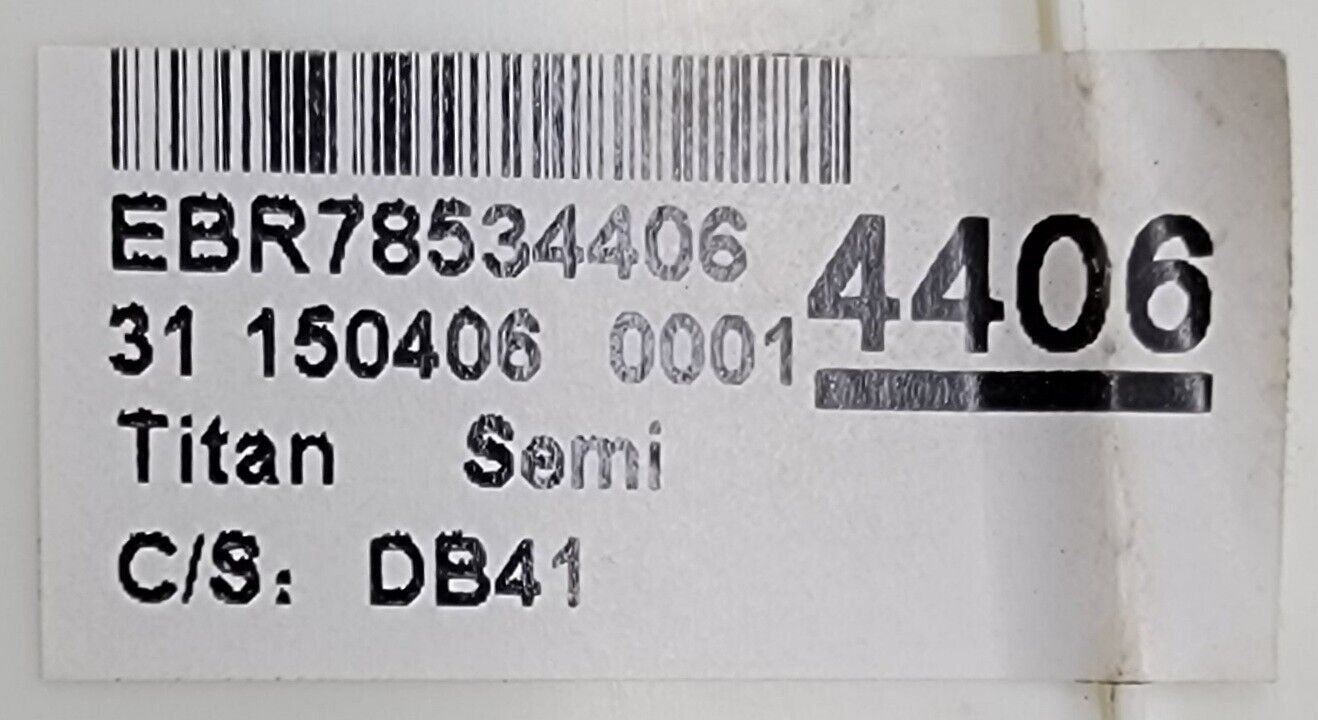 EBR78534406
4406
31 150406 0001
Titan Semi
C/S: DB41